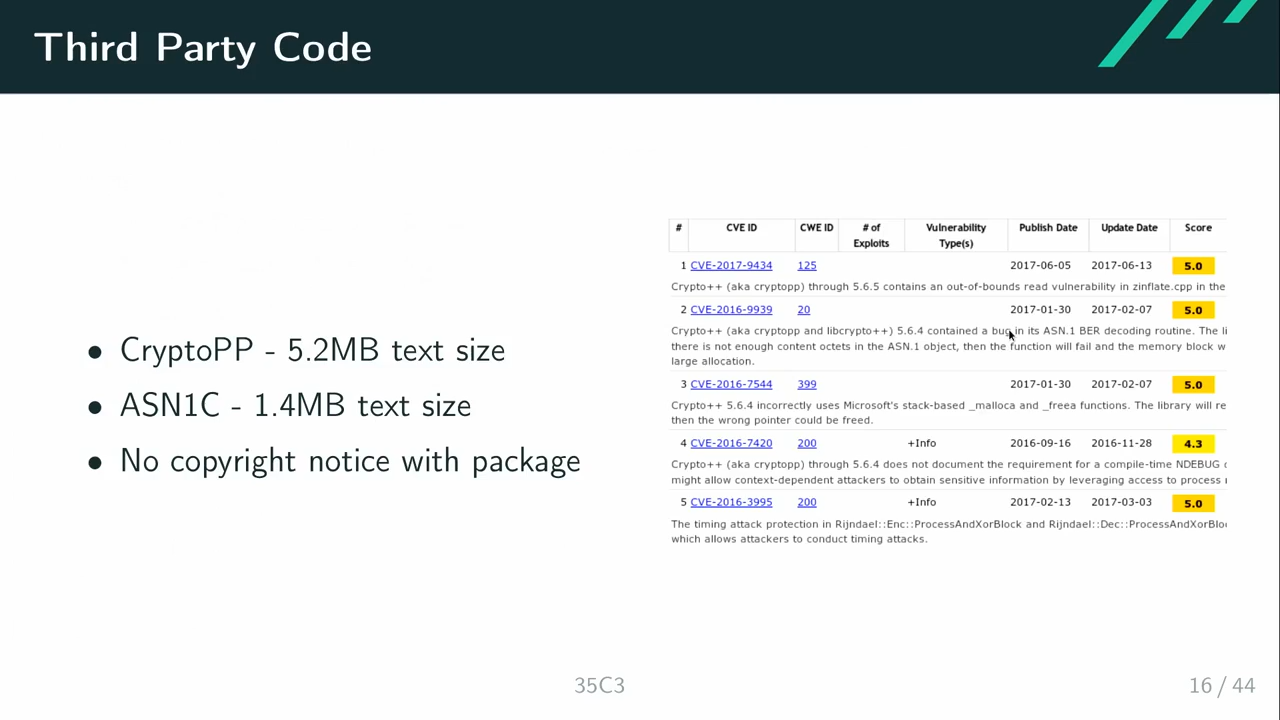 Third Party Code
• CryptoPP - 5.2MB text size
• ASN1C - 1.4MB text size
• No copyright notice with package
# CVE ID CWE ID # of Exploits Vulnerability Type(s) Publish Date Update Date Score
1 CVE-2017-9434 125 2017-06-05 2017-06-13 5.0
Crypto++ (aka cryptopp) through 5.6.5 contains an out-of-bounds read vulnerability in zinflate.cpp in the
2 CVE-2016-9939 20 2017-01-30 2017-02-07 5.0
Crypto++ (aka cryptopp and libcrypto++) 5.6.4 contained a bug in its ASN.1 BER decoding routine. The li
there is not enough content octets in the ASN.1 object, then the function will fail and the memory block w
large allocation.
3 CVE-2016-7544 399 2017-01-30 2017-02-07 5.0
Crypto++ 5.6.4 incorrectly uses Microsoft's stack-based _malloca and _freea functions. The library will re
then the wrong pointer could be freed.
4 CVE-2016-7420 200 +Info 2016-09-16 2016-11-28 4.3
Crypto++ (aka cryptopp) through 5.6.4 does not document the requirement for a compile-time NDEBUG
might allow context-dependent attackers to obtain sensitive information by leveraging access to process
5 CVE-2016-3995 200 +Info 2017-02-13 2017-03-03 5.0
The timing attack protection in Rijndael::Enc::ProcessAndXorBlock and Rijndael::Dec::ProcessAndXorBlo
which allows attackers to conduct timing attacks.
35C3
16 / 44